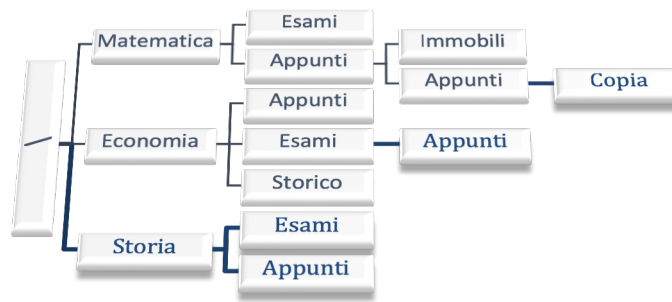 /
Matematica
Esami
Appunti
Immobili
Appunti
Copia
Economia
Appunti
Esami
Appunti
Storico
Storia
Esami
Appunti